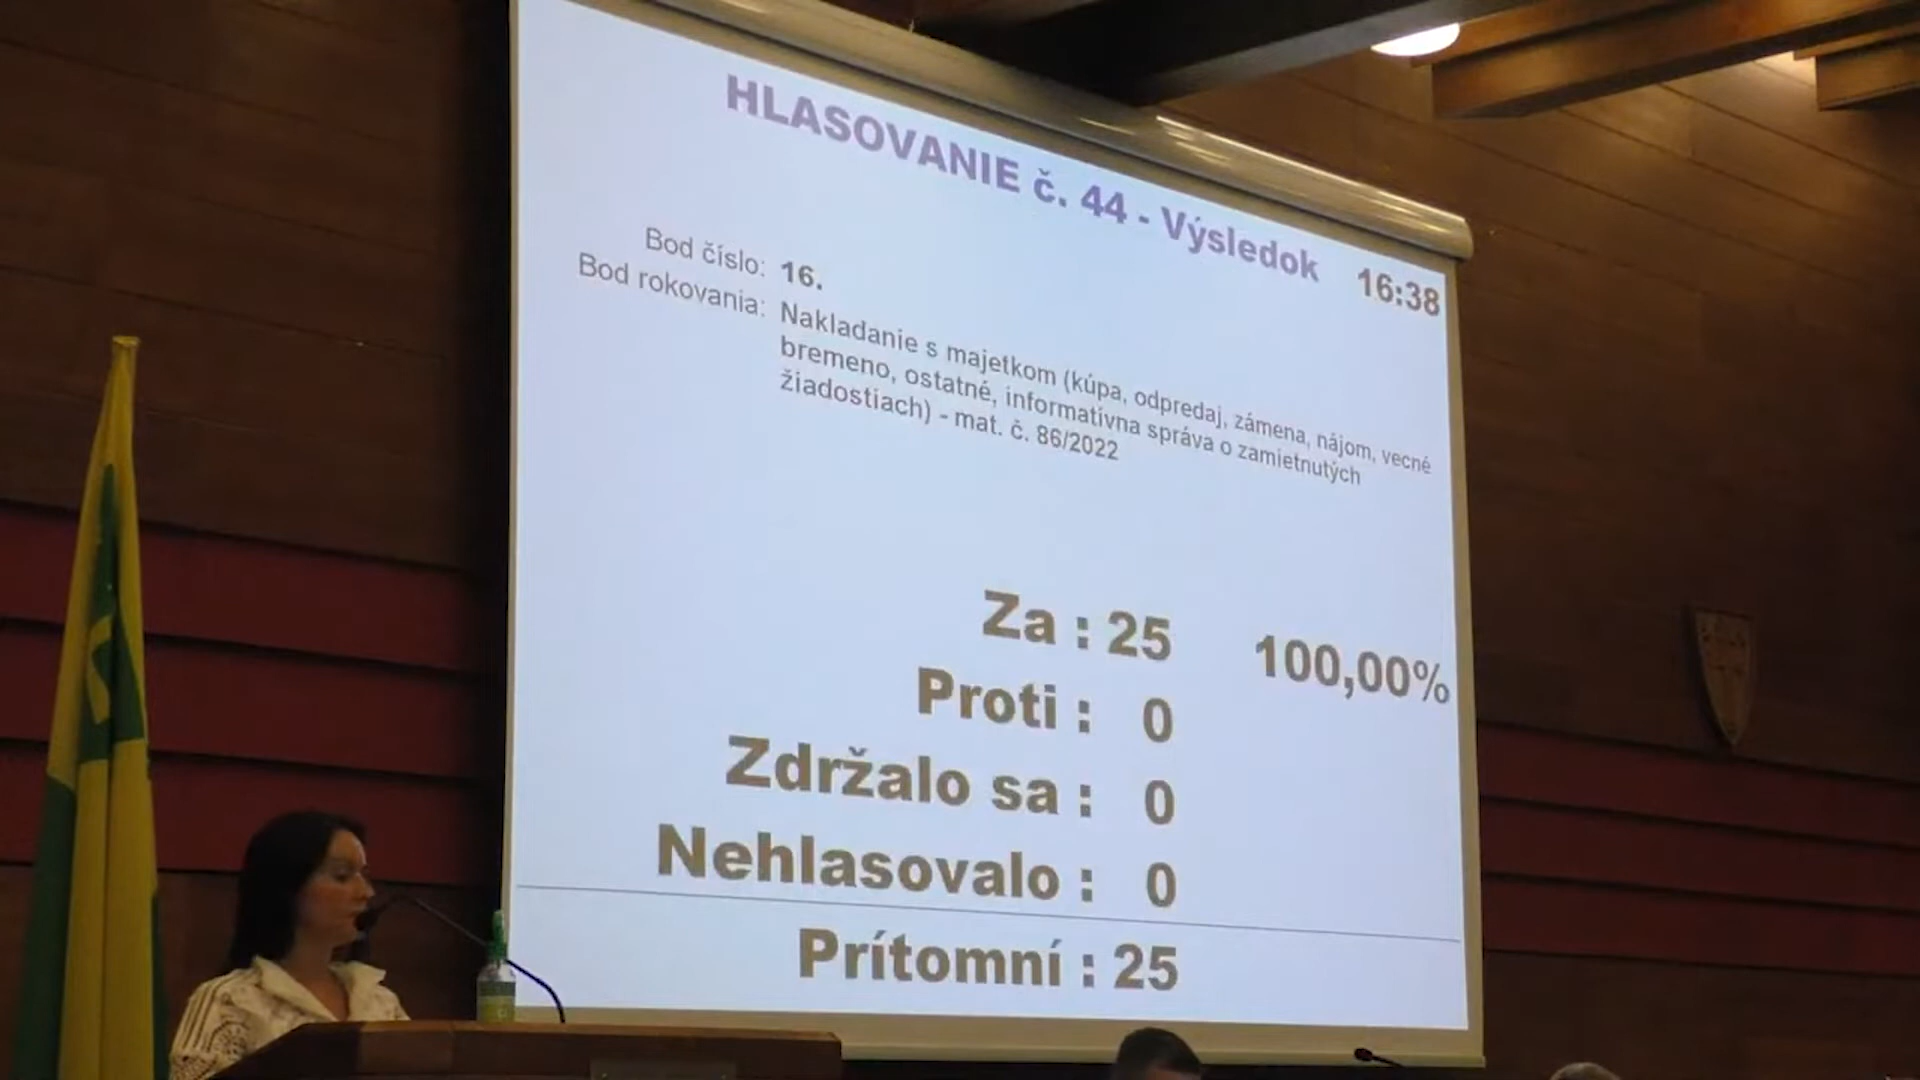 HLASOVANIE č. 44 - Výsledok 16:38
Bod číslo: 16.
Bod rokovania: Nakladanie s majetkom (kúpa, odpredaj, zámena, nájom, vecné
bremeno, ostatné, informatívna správa o zamietnutých
žiadostiach) - mat. č. 86/2022
Za : 25 100,00%
Proti : 0
Zdržalo sa : 0
Nehlasovalo : 0
Prítomní : 25